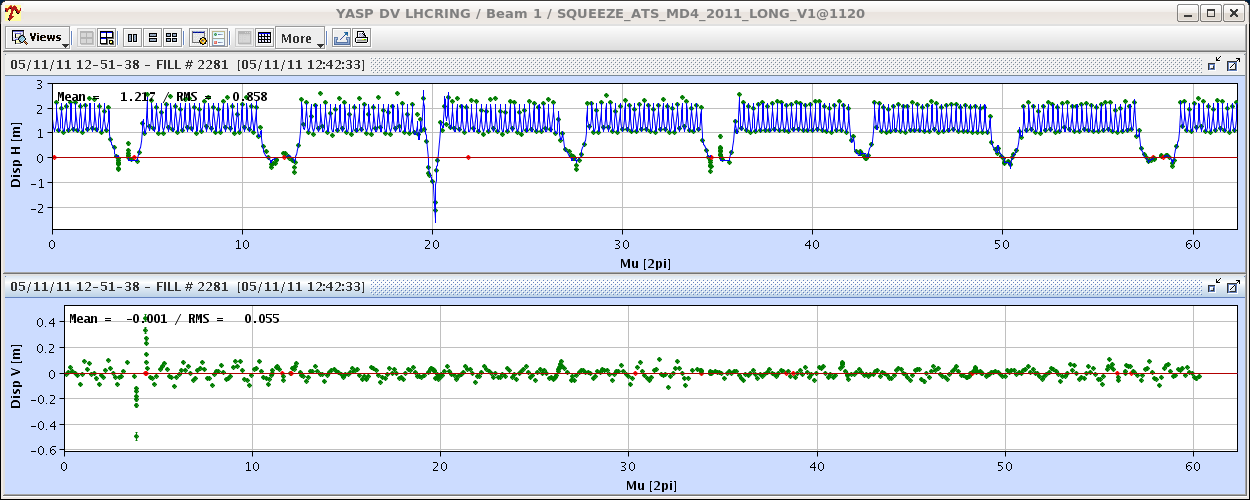 YASP DV LHCRING / Beam 1 / SQUEEZE_ATS_MD4_2011_LONG_V1@1120
Views
More
05/11/11 12-51-38 - FILL # 2281 [05/11/11 12:42:33]
Mean = 1.217 / RMS = 0.858
Disp H [m]
3
2
1
0
-1
-2
0 10 20 30 40 50 60
Mu [2pi]
05/11/11 12-51-38 - FILL # 2281 [05/11/11 12:42:33]
Mean = -0.001 / RMS = 0.055
Disp V [m]
0.4
0.2
0
-0.2
-0.4
-0.6
0 10 20 30 40 50 60
Mu [2pi]